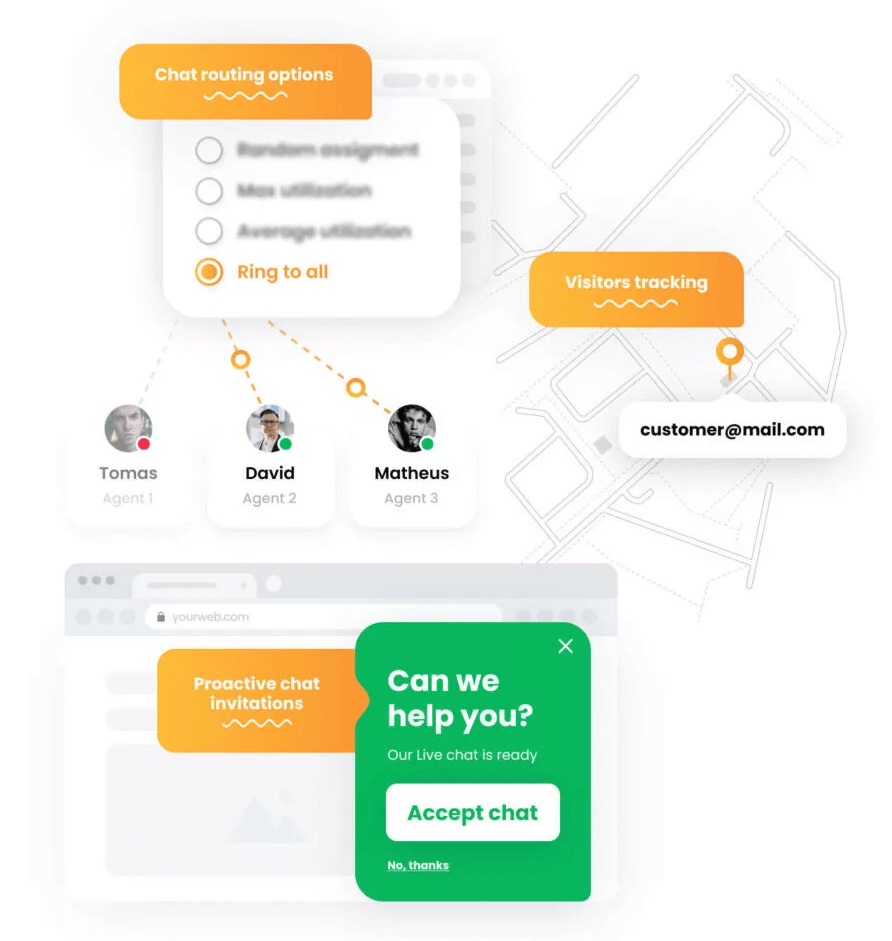 Chat routing options
Random assigment
Max utilization
Average utilization
Ring to all
Visitors tracking
customer@mail.com
Tomas
Agent 1
David
Agent 2
Matheus
Agent 3
yourweb.com
Proactive chat
invitations
Can we
help you?
Our Live chat is ready
Accept chat
No, thanks